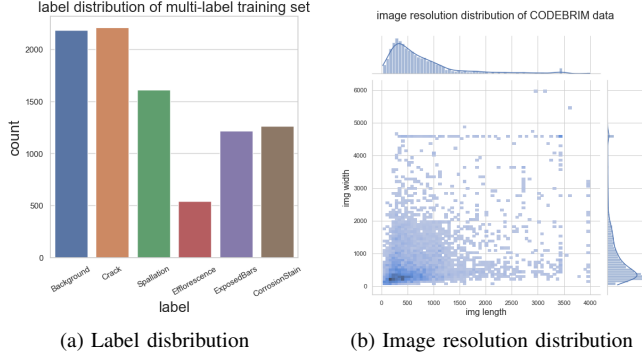 label distribution of multi-label training set
count
2000
1500
1000
500
0
Background
Crack
Spallation
Efflorescence
ExposedBars
CorrosionStain
label
(a) Label disbribution
image resolution distribution of CODEBRIM data
img width
6000
5000
4000
3000
2000
1000
0
0 500 1000 1500 2000 2500 3000 3500 4000
img length
(b) Image resolution distribution